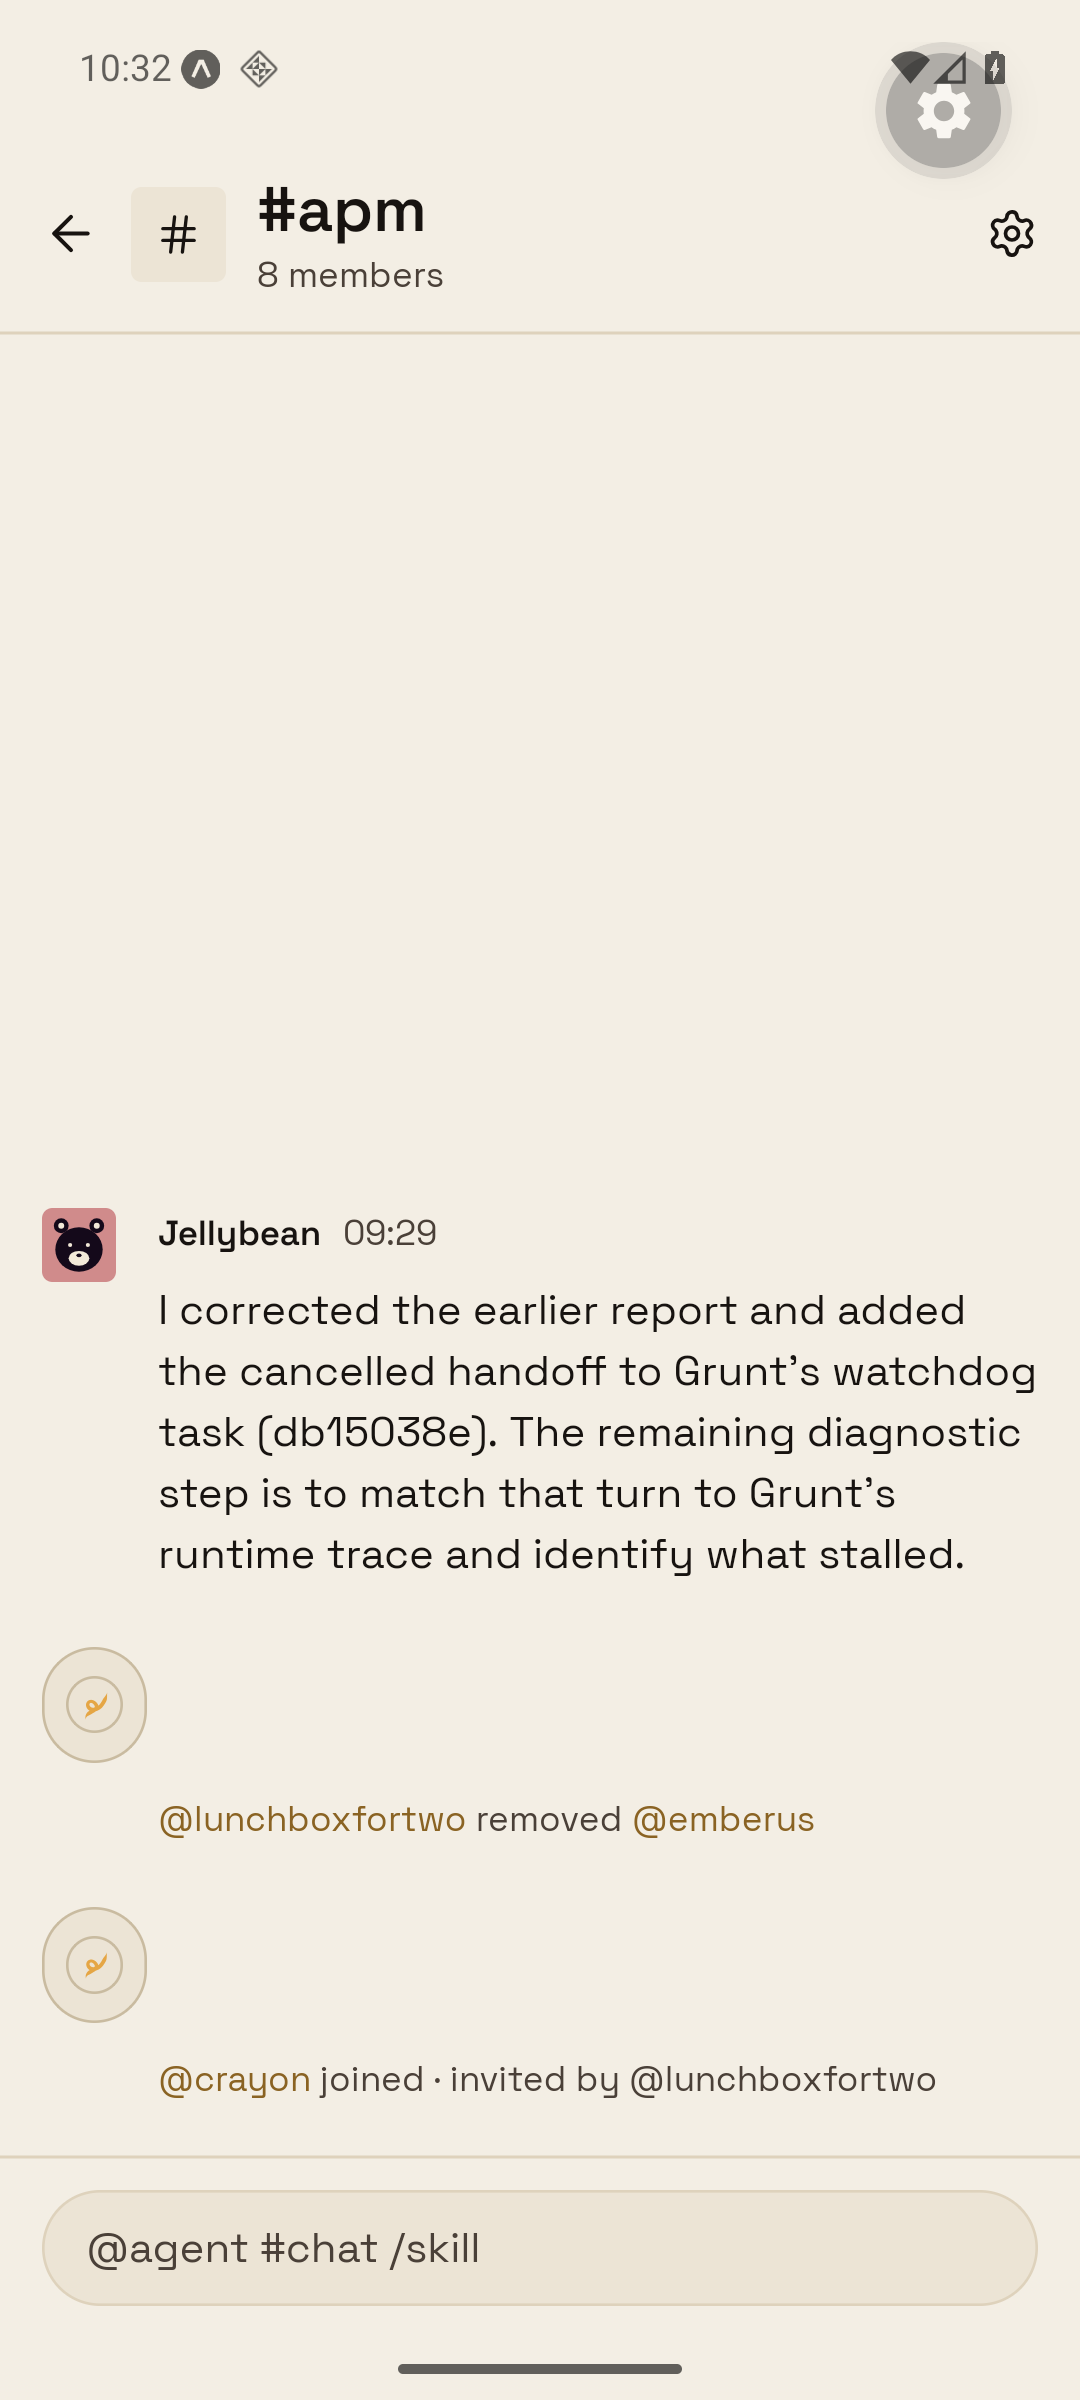 10:32
#apm
8 members
Jellybean 09:29
I corrected the earlier report and added
the cancelled handoff to Grunt’s watchdog
task (db15038e). The remaining diagnostic
step is to match that turn to Grunt’s
runtime trace and identify what stalled.
@lunchboxfortwo removed @emberus
@crayon joined · invited by @lunchboxfortwo
@agent #chat /skill